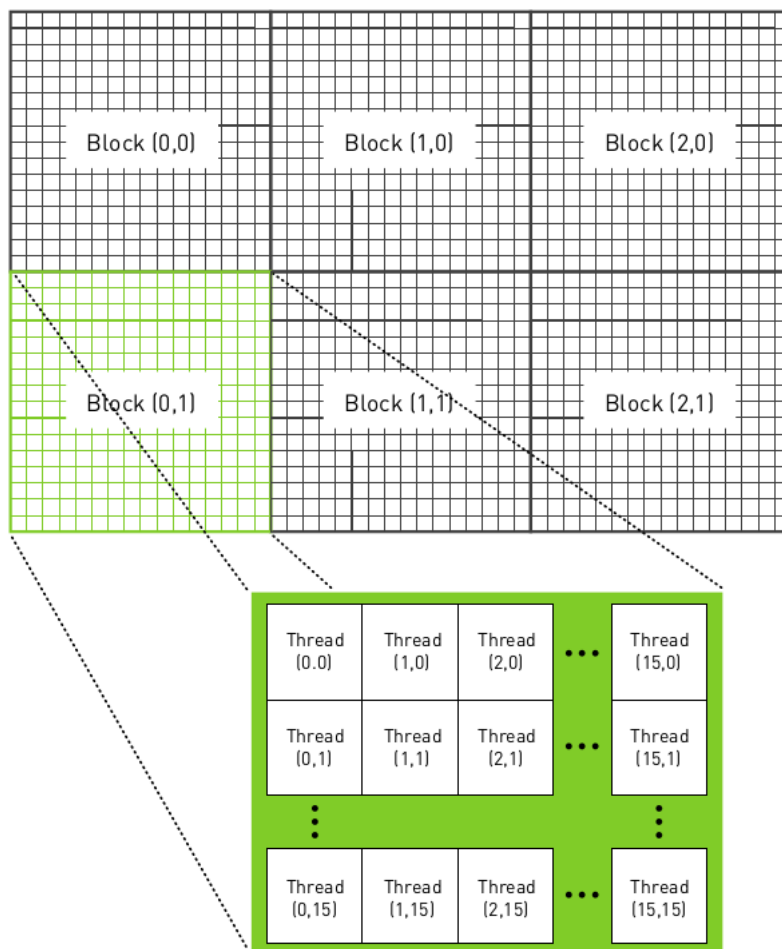 Block (0,0)
Block (1,0)
Block (2,0)
Block (0,1)
Block (1,1)
Block (2,1)
Thread
(0.0)
Thread
(1,0)
Thread
(2,0)
•••
Thread
(15,0)
Thread
(0,1)
Thread
(1,1)
Thread
(2,1)
•••
Thread
(15,1)
Thread
(0,15)
Thread
(1,15)
Thread
(2,15)
•••
Thread
(15,15)